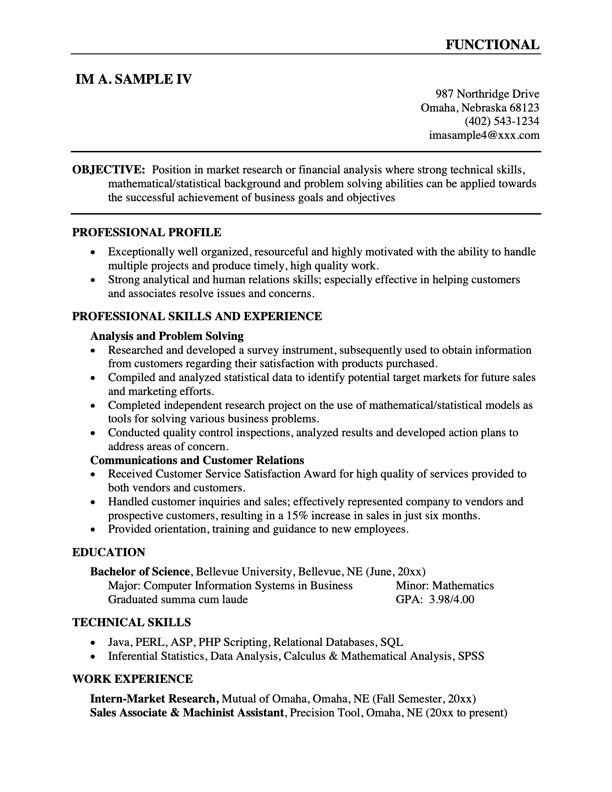 FUNCTIONAL
IM A. SAMPLE IV
987 Northridge Drive
Omaha, Nebraska 68123
(402) 543-1234
imasample4@xxx.com
OBJECTIVE: Position in market research or financial analysis where strong technical skills,
mathematical/statistical background and problem solving abilities can be applied towards
the successful achievement of business goals and objectives
PROFESSIONAL PROFILE
• Exceptionally well organized, resourceful and highly motivated with the ability to handle
multiple projects and produce timely, high quality work.
• Strong analytical and human relations skills; especially effective in helping customers
and associates resolve issues and concerns.
PROFESSIONAL SKILLS AND EXPERIENCE
Analysis and Problem Solving
• Researched and developed a survey instrument, subsequently used to obtain information
from customers regarding their satisfaction with products purchased.
• Compiled and analyzed statistical data to identify potential target markets for future sales
and marketing efforts.
• Completed independent research project on the use of mathematical/statistical models as
tools for solving various business problems.
• Conducted quality control inspections, analyzed results and developed action plans to
address areas of concern.
Communications and Customer Relations
• Received Customer Service Satisfaction Award for high quality of services provided to
both vendors and customers.
• Handled customer inquiries and sales; effectively represented company to vendors and
prospective customers, resulting in a 15% increase in sales in just six months.
• Provided orientation, training and guidance to new employees.
EDUCATION
Bachelor of Science, Bellevue University, Bellevue, NE (June, 20xx)
Major: Computer Information Systems in Business Minor: Mathematics
Graduated summa cum laude GPA: 3.98/4.00
TECHNICAL SKILLS
• Java, PERL, ASP, PHP Scripting, Relational Databases, SQL
• Inferential Statistics, Data Analysis, Calculus & Mathematical Analysis, SPSS
WORK EXPERIENCE
Intern-Market Research, Mutual of Omaha, Omaha, NE (Fall Semester, 20xx)
Sales Associate & Machinist Assistant, Precision Tool, Omaha, NE (20xx to present)